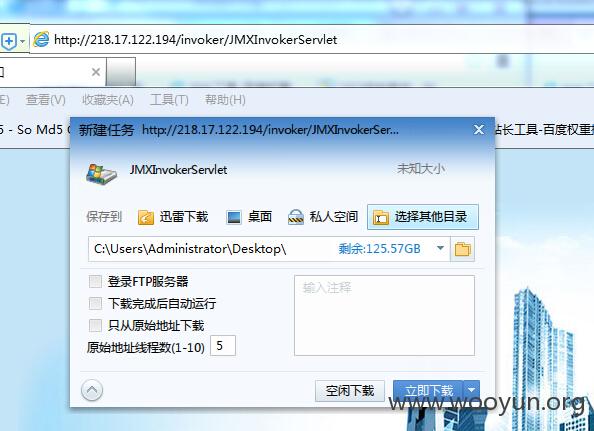 http://218.17.122.194/invoker/JMXInvokerServlet
E) 查看(V) 收藏夹(A) 工具(T) 帮助(H)
5 - So Md5
站长工具-百度权重
新建任务 http://218.17.122.194/invoker/JMXInvokerSer...
JMXInvokerServlet 未知大小
保存到 迅雷下载 桌面 私人空间 选择其他目录
C:\Users\Administrator\Desktop\ 剩余:125.57GB
登录FTP服务器
输入注释
下载完成后自动运行
只从原始地址下载
原始地址线程数(1-10) 5
空闲下载 立即下载
www.wooyun.org